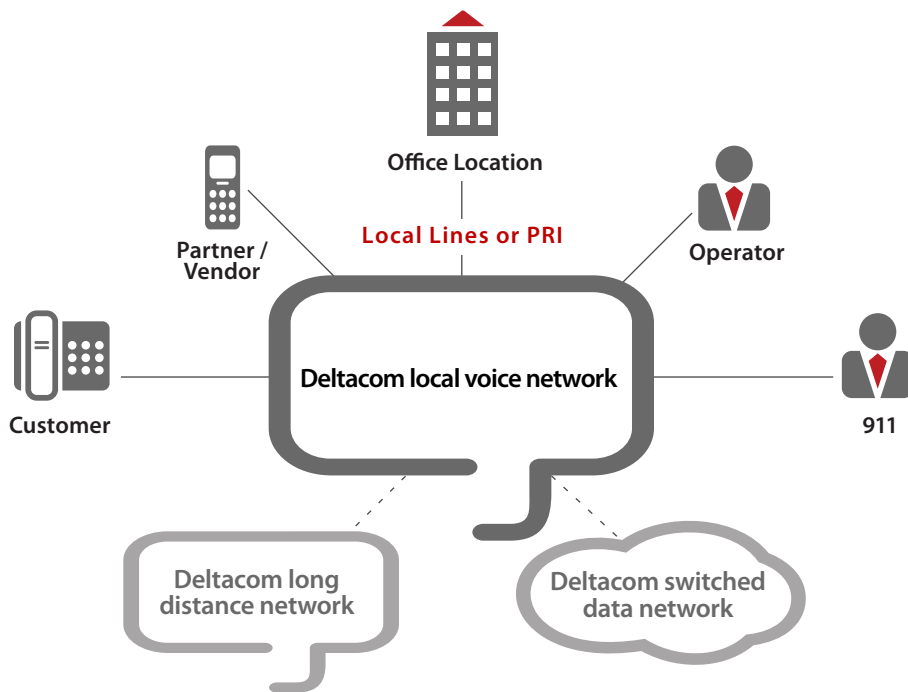 Office Location
Local Lines or PRI
Partner /
Vendor
Operator
Deltacom local voice network
Customer
911
Deltacom long
distance network
Deltacom switched
data network